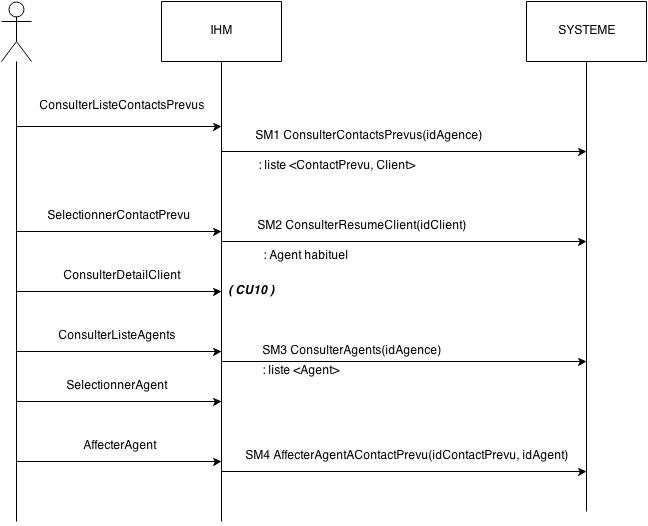 IHM
SYSTEME
ConsulterListeContactsPrevus
SM1 ConsulterContactsPrevus(idAgence)
: liste <ContactPrevu, Client>
SelectionnerContactPrevu
SM2 ConsulterResumeClient(idClient)
: Agent habituel
ConsulterDetailClient
( CU10 )
ConsulterListeAgents
SM3 ConsulterAgents(idAgence)
: liste <Agent>
SelectionnerAgent
AffecterAgent
SM4 AffecterAgentAContactPrevu(idContactPrevu, idAgent)